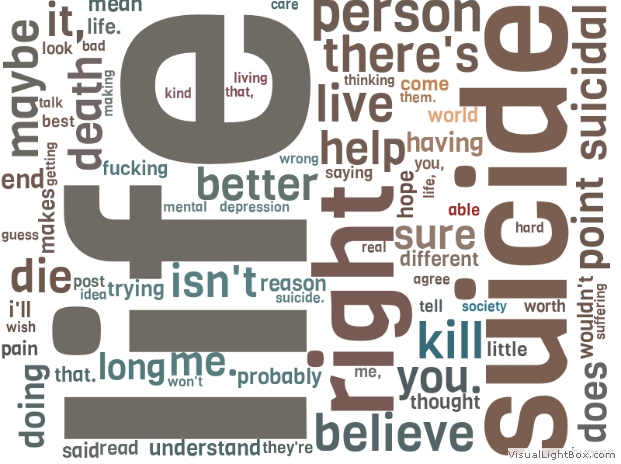 mean
care
person
maybe
it,
life.
look
bad
there's
suicide
suicidal
death
making
kind
living
that,
thinking
come
them.
talk
best
live
world
e
fucking
wrong
help
having
you,
getting
end
makes
better
saying
hope
life,
point
mental
depression
able
hard
guess
real
sure
different
life
die
post
idea
trying
isn't
reason
suicide.
right
agree
wouldn't
suffering
i'll
wish
tell
society
worth
pain
kill
little
doing
that.
long
me.
won't
probably
me,
you.
thought
does
said
read
understand
they're
believe
VisualLightBox.com